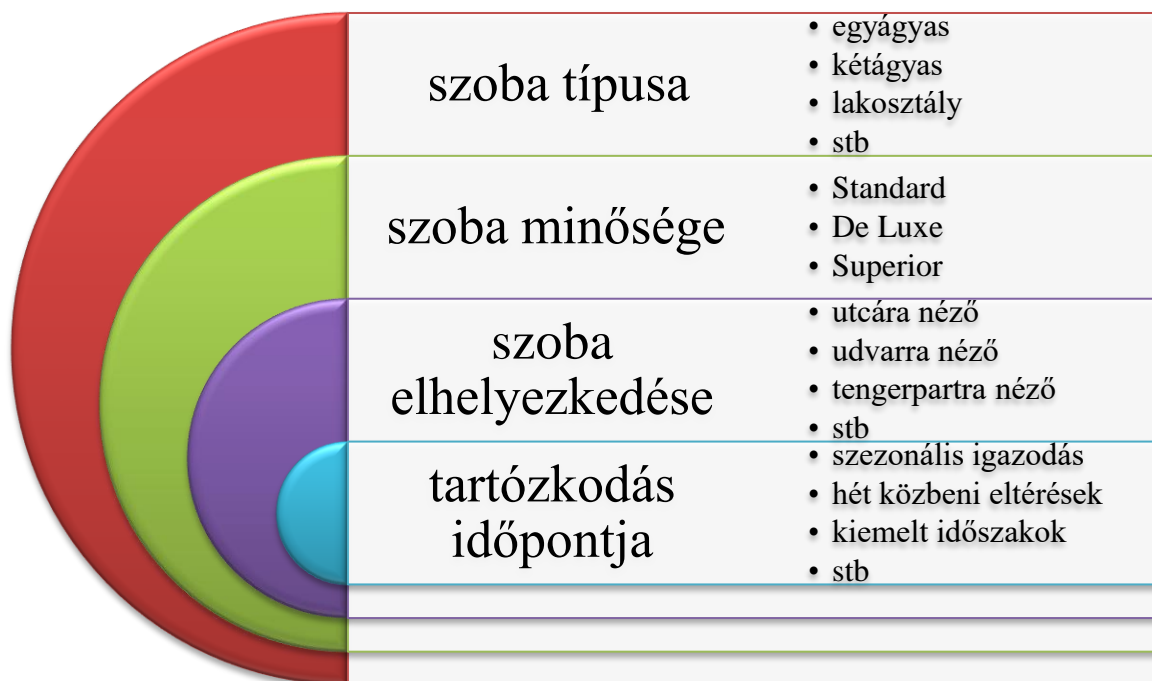 szoba típusa
• egyágyas
• kétágyas
• lakosztály
• stb
szoba minősége
• Standard
• De Luxe
• Superior
szoba
elhelyezkedése
• utcára néző
• udvarra néző
• tengerpartra néző
• stb
tartózkodás
időpontja
• szezonális igazodás
• hét közbeni eltérések
• kiemelt időszakok
• stb